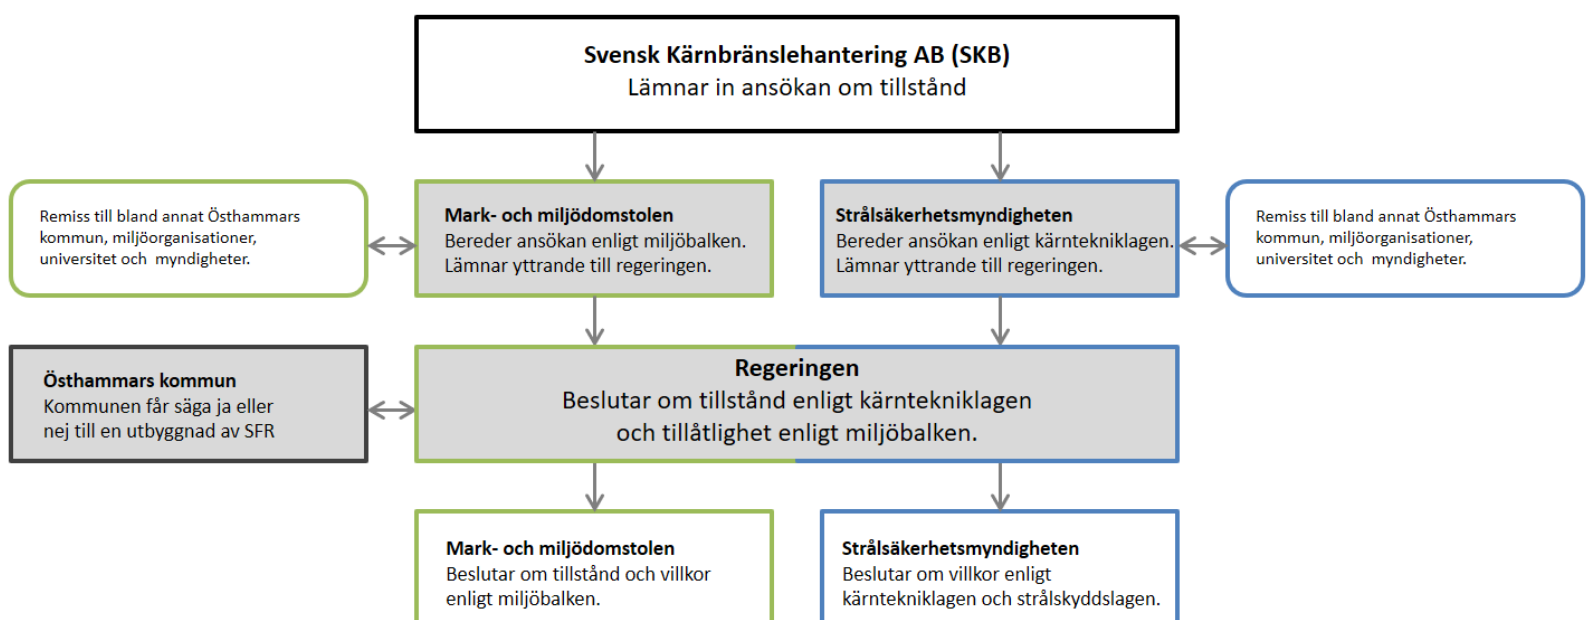 Svensk Kärnbränslehantering AB (SKB)
Lämnar in ansökan om tillstånd
Remiss till bland annat Östhammars
kommun, miljöorganisationer,
universitet och myndigheter.
Mark- och miljödomstolen
Bereder ansökan enligt miljöbalken.
Lämnar yttrande till regeringen.
Strålsäkerhetsmyndigheten
Bereder ansökan enligt kärntekniklagen.
Lämnar yttrande till regeringen.
Remiss till bland annat Östhammars
kommun, miljöorganisationer,
universitet och myndigheter.
Östhammars kommun
Kommunen får säga ja eller
nej till en utbyggnad av SFR
Regeringen
Beslutar om tillstånd enligt kärntekniklagen
och tillåtlighet enligt miljöbalken.
Mark- och miljödomstolen
Beslutar om tillstånd och villkor
enligt miljöbalken.
Strålsäkerhetsmyndigheten
Beslutar om villkor enligt
kärntekniklagen och strålskyddslagen.